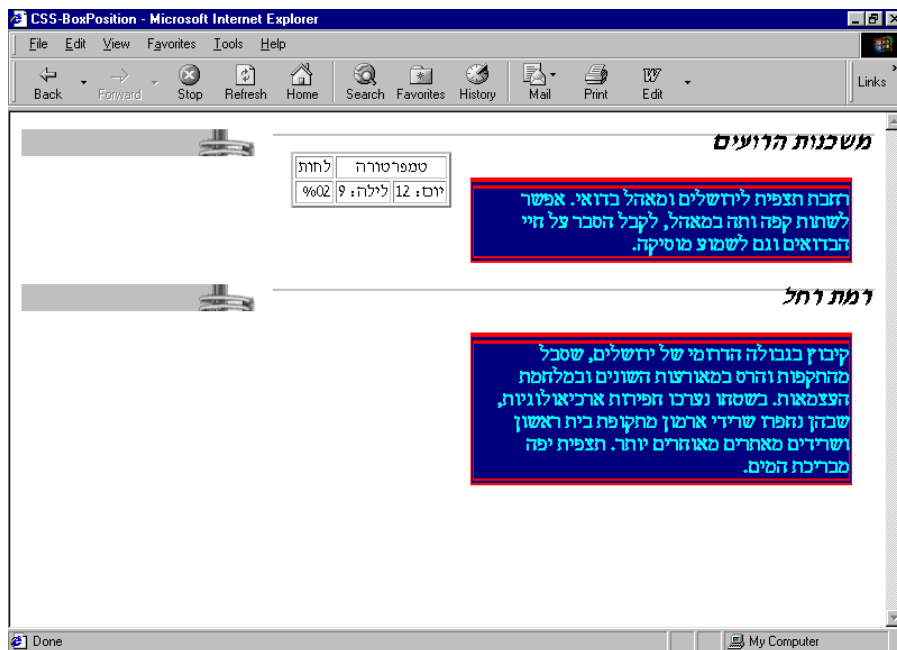 CSS-BoxPosition - Microsoft Internet Explorer
File Edit View Favorites Tools Help
Back Forward Stop Refresh Home Search Favorites History Mail Print Edit Links
משכנות הרועים
טמפרטורה לחות
יום: 12 לילה: 9 %02
רחבת תצפית לירושלים ומאהל בדואי. אפשר
לשתות קפה ותה במאהל, לקבל הסבר על חיי
הבדואים וגם לשמוע מוסיקה.
רמת רחל
קיבוץ בגבולה הדרומי של ירושלים, שסבל
מהתקפות והרס במאורעות השונים ובמלחמת
העצמאות. בשטחו נערכו חפירות ארכיאולוגיות,
שבהן נחפרו שרידי ארמון מתקופת בית ראשון
ושרידים מאתרים מאוחרים יותר. תצפית יפה
מבריכת המים.
Done My Computer